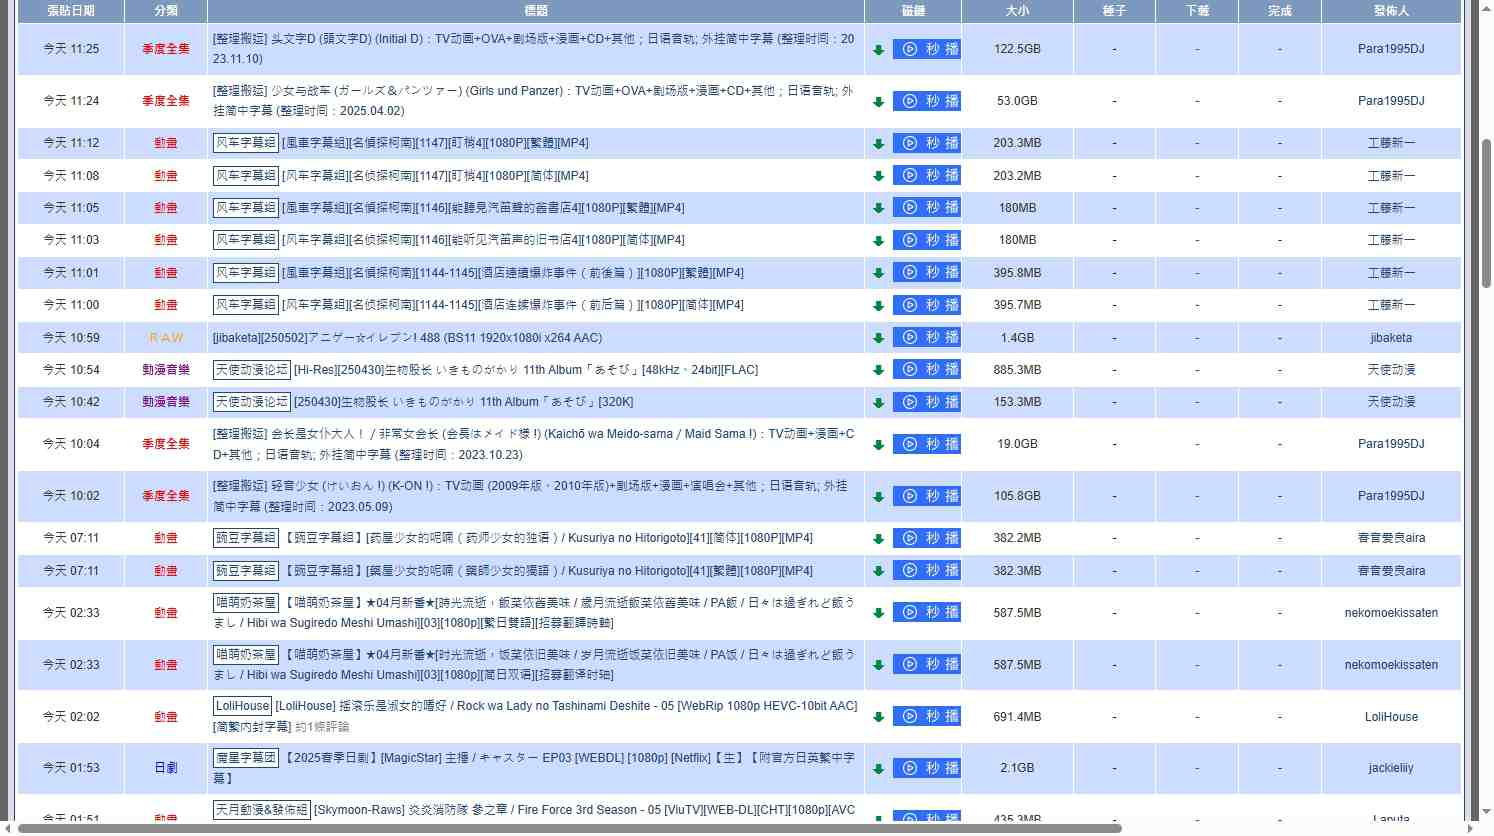 張貼日期 分類 標題 磁鏈 大小 種子 下載 完成 發佈人
今天 11:25 季度全集 [整理搬运] 头文字D (頭文字D) (Initial D)：TV动画+OVA+剧场版+漫画+CD+其他；日语音轨; 外挂简中字幕 (整理时间：20
23.11.10) 秒 播 122.5GB - - - Para1995DJ
今天 11:24 季度全集 [整理搬运] 少女与战车 (ガールズ＆パンツァー) (Girls und Panzer)：TV动画+OVA+剧场版+漫画+CD+其他；日语音轨; 外
挂简中字幕 (整理时间：2025.04.02) 秒 播 53.0GB - - - Para1995DJ
今天 11:12 動畫 风车字幕组 [風車字幕組][名偵探柯南][1147][盯梢4][1080P][繁體][MP4] 秒 播 203.3MB - - - 工藤新一
今天 11:08 動畫 风车字幕组 [风车字幕组][名侦探柯南][1147][盯梢4][1080P][简体][MP4] 秒 播 203.2MB - - - 工藤新一
今天 11:05 動畫 风车字幕组 [風車字幕組][名偵探柯南][1146][能聽見汽笛聲的舊書店4][1080P][繁體][MP4] 秒 播 180MB - - - 工藤新一
今天 11:03 動畫 风车字幕组 [风车字幕组][名侦探柯南][1146][能听见汽笛声的旧书店4][1080P][简体][MP4] 秒 播 180MB - - - 工藤新一
今天 11:01 動畫 风车字幕组 [風車字幕組][名偵探柯南][1144-1145][酒店連續爆炸事件（前後篇）][1080P][繁體][MP4] 秒 播 395.8MB - - - 工藤新一
今天 11:00 動畫 风车字幕组 [风车字幕组][名侦探柯南][1144-1145][酒店连续爆炸事件（前后篇）][1080P][简体][MP4] 秒 播 395.7MB - - - 工藤新一
今天 10:59 ＲＡＷ [jibaketa][250502]アニゲー☆イレブン! 488 (BS11 1920x1080i x264 AAC) 秒 播 1.4GB - - - jibaketa
今天 10:54 動漫音樂 天使动漫论坛 [Hi-Res][250430]生物股长 いきものがかり 11th Album「あそび」[48kHz、24bit][FLAC] 秒 播 885.3MB - - - 天使动漫
今天 10:42 動漫音樂 天使动漫论坛 [250430]生物股长 いきものがかり 11th Album「あそび」[320K] 秒 播 153.3MB - - - 天使动漫
今天 10:04 季度全集 [整理搬运] 会长是女仆大人！ / 非常女会长 (会長はメイド様 !) (Kaichō wa Meido-sama / Maid Sama !)：TV动画+漫画+C
D+其他；日语音轨; 外挂简中字幕 (整理时间：2023.10.23) 秒 播 19.0GB - - - Para1995DJ
今天 10:02 季度全集 [整理搬运] 轻音少女 (けいおん !) (K-ON !)：TV动画 (2009年版、2010年版)+剧场版+漫画+演唱会+其他；日语音轨; 外挂
简中字幕 (整理时间：2023.05.09) 秒 播 105.8GB - - - Para1995DJ
今天 07:11 動畫 豌豆字幕组 【豌豆字幕组】[药屋少女的呢喃（药师少女的独语）/ Kusuriya no Hitorigoto][41][简体][1080P][MP4] 秒 播 382.2MB - - - 春音愛良aira
今天 07:11 動畫 豌豆字幕组 【豌豆字幕組】[藥屋少女的呢喃（藥師少女的獨語）/ Kusuriya no Hitorigoto][41][繁體][1080P][MP4] 秒 播 382.3MB - - - 春音愛良aira
今天 02:33 動畫 喵萌奶茶屋 【喵萌奶茶屋】★04月新番★[時光流逝，飯菜依舊美味 / 歲月流逝飯菜依舊美味 / PA飯 / 日々は過ぎれど飯う
まし / Hibi wa Sugiredo Meshi Umashi][03][1080p][繁日雙語][招募翻譯時軸] 秒 播 587.5MB - - - nekomoekissaten
今天 02:33 動畫 喵萌奶茶屋 【喵萌奶茶屋】★04月新番★[时光流逝，饭菜依旧美味 / 岁月流逝饭菜依旧美味 / PA饭 / 日々は過ぎれど飯う
まし / Hibi wa Sugiredo Meshi Umashi][03][1080p][简日双语][招募翻译时轴] 秒 播 587.5MB - - - nekomoekissaten
今天 02:02 動畫 LoliHouse [LoliHouse] 摇滚乐是淑女的嗜好 / Rock wa Lady no Tashinami Deshite - 05 [WebRip 1080p HEVC-10bit AAC]
[简繁内封字幕] 約1條評論 秒 播 691.4MB - - - LoliHouse
今天 01:53 日劇 魔星字幕团 【2025春季日剧】[MagicStar] 主播 / キャスター EP03 [WEBDL] [1080p] [Netflix]【生】【附官方日英繁中字
幕】 秒 播 2.1GB - - - jackieliiy
今天 01:51 動畫 天月動漫&發佈組 [Skymoon-Raws] 炎炎消防隊 參之章 / Fire Force 3rd Season - 05 [ViuTV][WEB-DL][CHT][1080p][AVC
秒 播 435.3MB - - - Laputa